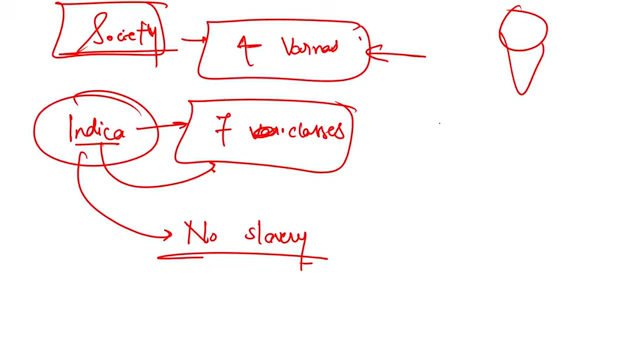 Society 4 Varnas
Indica 7 classes
No slavery